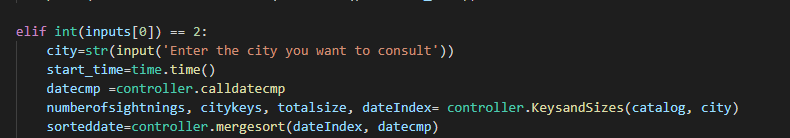 elif int(inputs[0]) == 2:
city=str(input('Enter the city you want to consult'))
start_time=time.time()
datecmp =controller.calldatecmp
numberofsightnings, citykeys, totalsize, dateIndex= controller.KeysandSizes(catalog, city)
sorteddate=controller.mergesort(dateIndex, datecmp)